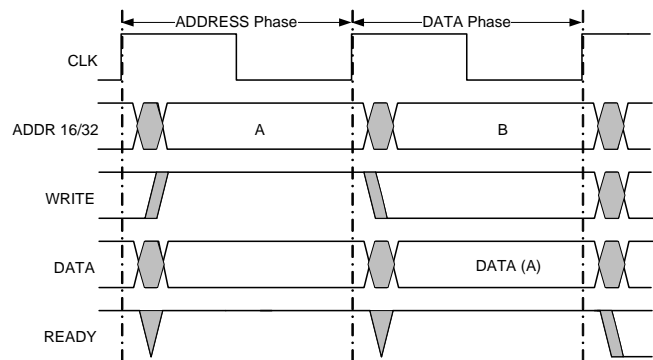 ADDRESS Phase DATA Phase
CLK
ADDR 16/32 A B
WRITE
DATA DATA (A)
READY